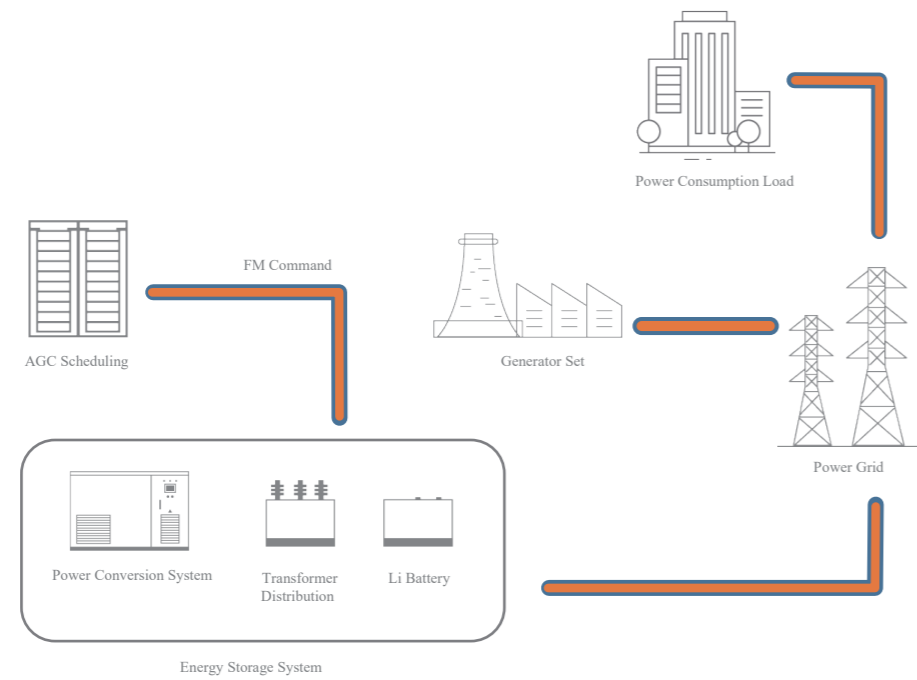 Power Consumption Load
FM Command
AGC Scheduling
Generator Set
Power Grid
Power Conversion System
Transformer
Distribution
Li Battery
Energy Storage System